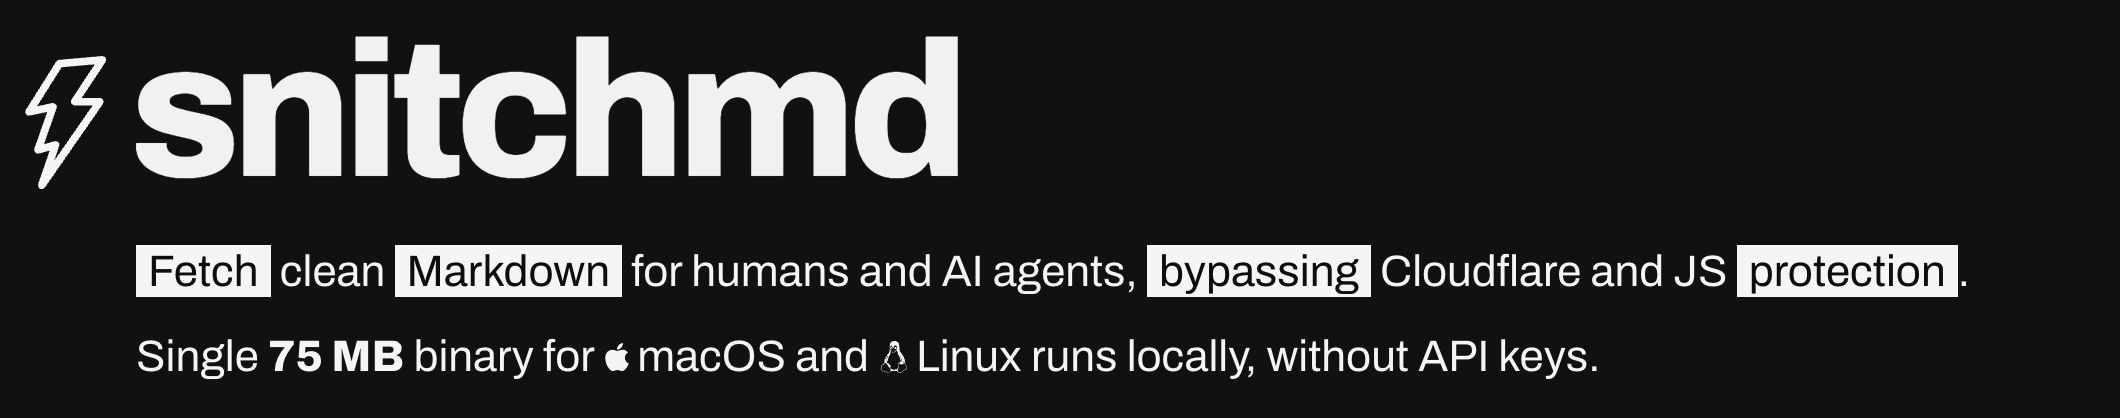 snitchmd
Fetch clean Markdown for humans and AI agents, bypassing Cloudflare and JS protection.
Single 75 MB binary for macOS and Linux runs locally, without API keys.